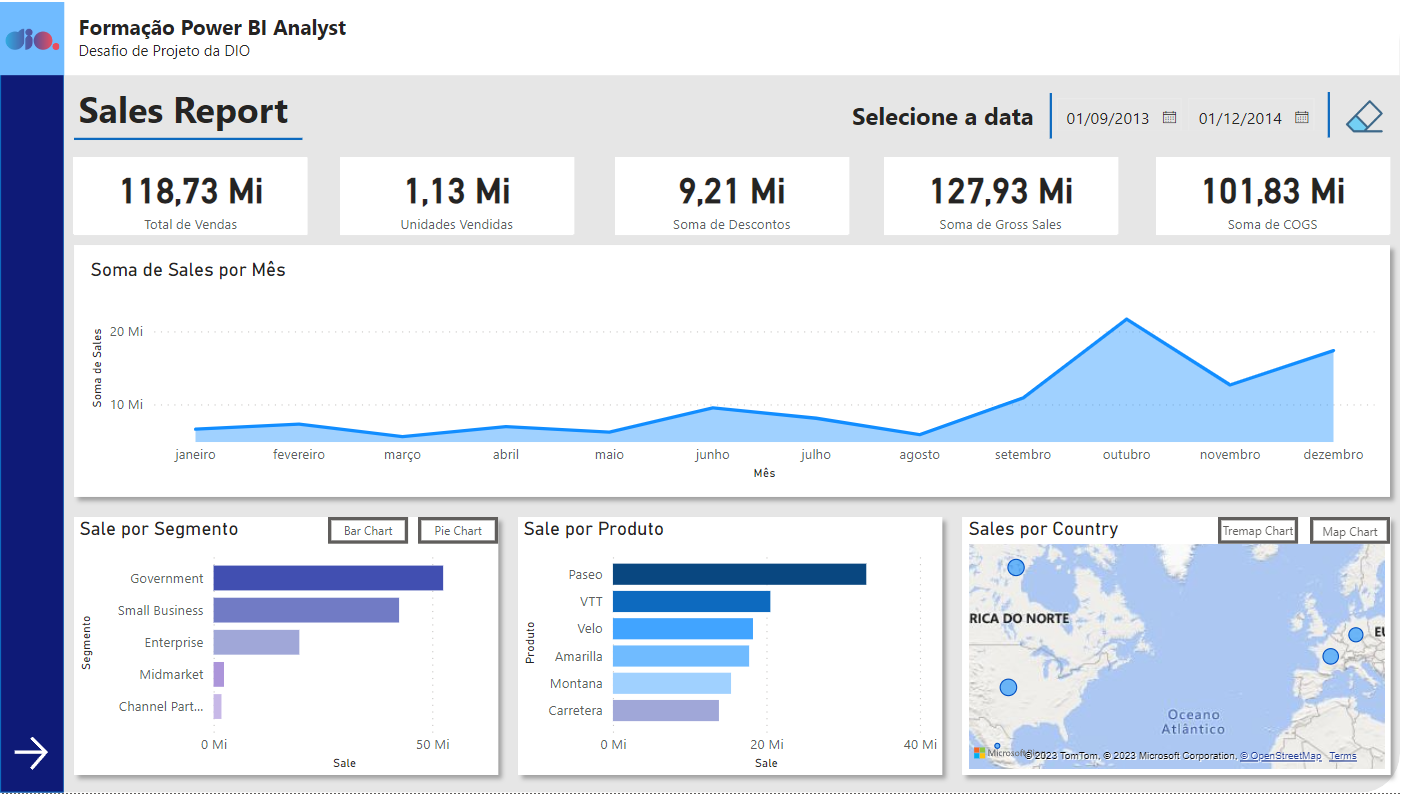 dio.
Formação Power BI Analyst
Desafio de Projeto da DIO
Sales Report
Selecione a data
01/09/2013
01/12/2014
118,73 Mi
Total de Vendas
1,13 Mi
Unidades Vendidas
9,21 Mi
Soma de Descontos
127,93 Mi
Soma de Gross Sales
101,83 Mi
Soma de COGS
Soma de Sales por Mês
Soma de Sales
20 Mi
10 Mi
janeiro fevereiro março abril maio junho julho agosto setembro outubro novembro dezembro
Mês
Sale por Segmento
Bar Chart
Pie Chart
Segmento
Government
Small Business
Enterprise
Midmarket
Channel Part...
0 Mi 50 Mi
Sale
Sale por Produto
Produto
Paseo
VTT
Velo
Amarilla
Montana
Carretera
0 Mi 20 Mi 40 Mi
Sale
Sales por Country
Tremap Chart
Map Chart
RICA DO NORTE
EU
Oceano
Atlântico
Microsoft
© 2023 TomTom, © 2023 Microsoft Corporation, © OpenStreetMap Terms